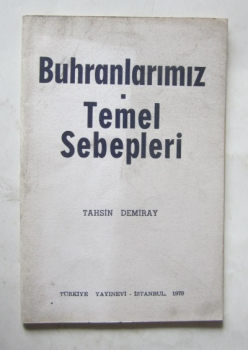 Buhranlarımız
-
Temel
Sebepleri
TAHSİN DEMİRAY
TÜRKİYE YAYINEVİ - İSTANBUL, 1970